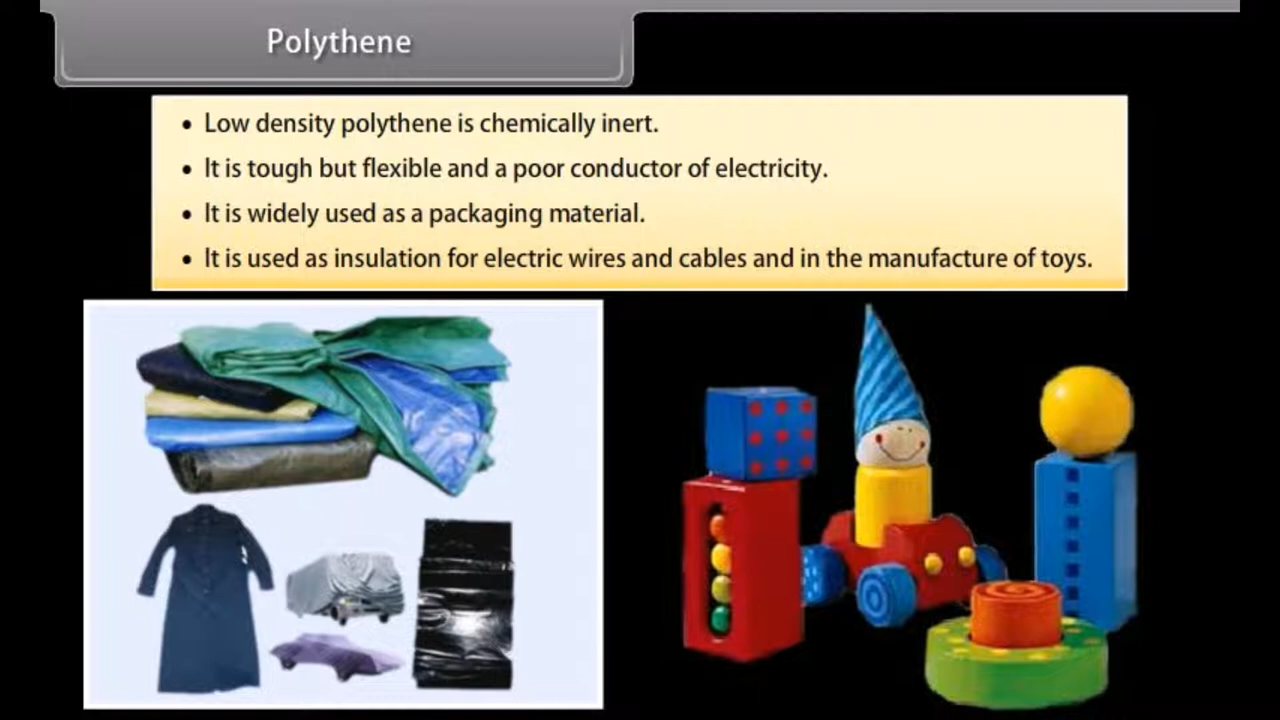 Polythene
• Low density polythene is chemically inert.
• It is tough but flexible and a poor conductor of electricity.
• It is widely used as a packaging material.
• It is used as insulation for electric wires and cables and in the manufacture of toys.